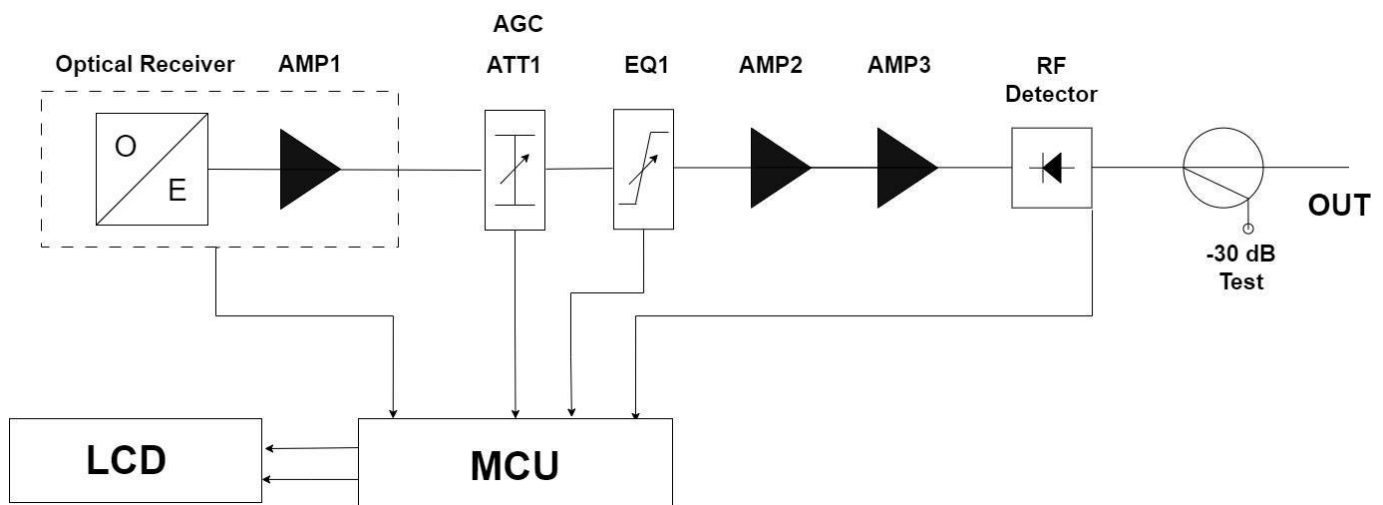 AGC
Optical Receiver
AMP1
ATT1
EQ1
AMP2
AMP3
RF
Detector
O
E
OUT
-30 dB
Test
LCD
MCU